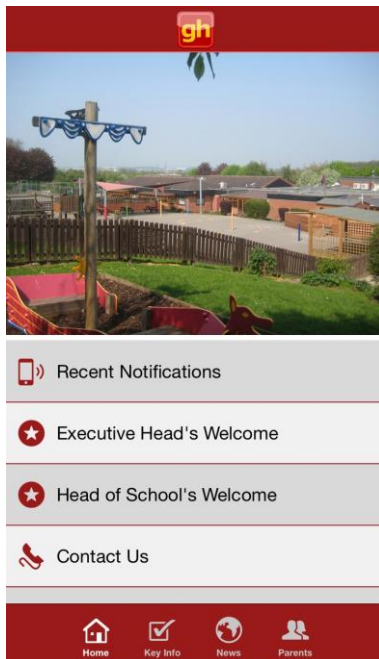 gh
Recent Notifications
Executive Head's Welcome
Head of School's Welcome
Contact Us
Home Key Info News Parents